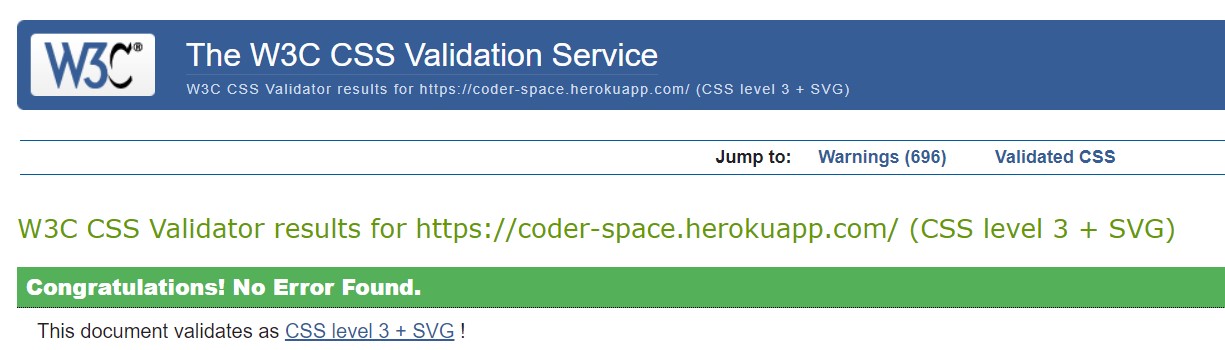 W3C®
The W3C CSS Validation Service
W3C CSS Validator results for https://coder-space.herokuapp.com/ (CSS level 3 + SVG)
Jump to: Warnings (696) Validated CSS
W3C CSS Validator results for https://coder-space.herokuapp.com/ (CSS level 3 + SVG)
Congratulations! No Error Found.
This document validates as CSS level 3 + SVG !